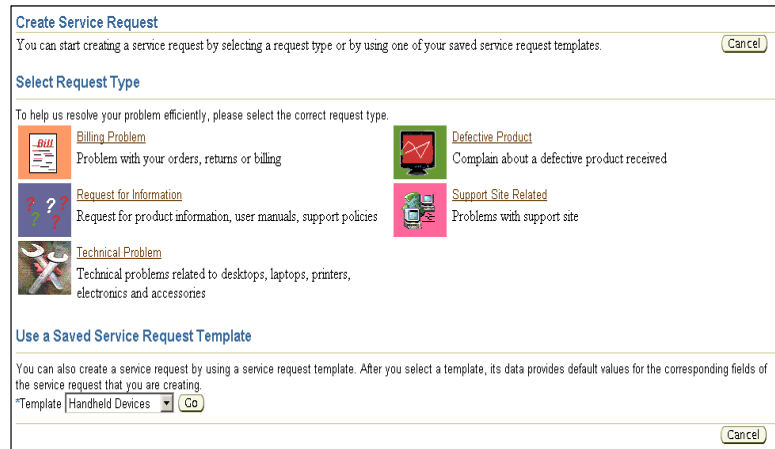 Create Service Request
You can start creating a service request by selecting a request type or by using one of your saved service request templates.
Cancel
Select Request Type
To help us resolve your problem efficiently, please select the correct request type.
Bill
Billing Problem
Problem with your orders, returns or billing
Defective Product
Complain about a defective product received
? ? ? ? ?
Request for Information
Request for product information, user manuals, support policies
Support Site Related
Problems with support site
Technical Problem
Technical problems related to desktops, laptops, printers,
electronics and accessories
Use a Saved Service Request Template
You can also create a service request by using a service request template. After you select a template, its data provides default values for the corresponding fields of
the service request that you are creating.
*Template Handheld Devices Go
Cancel